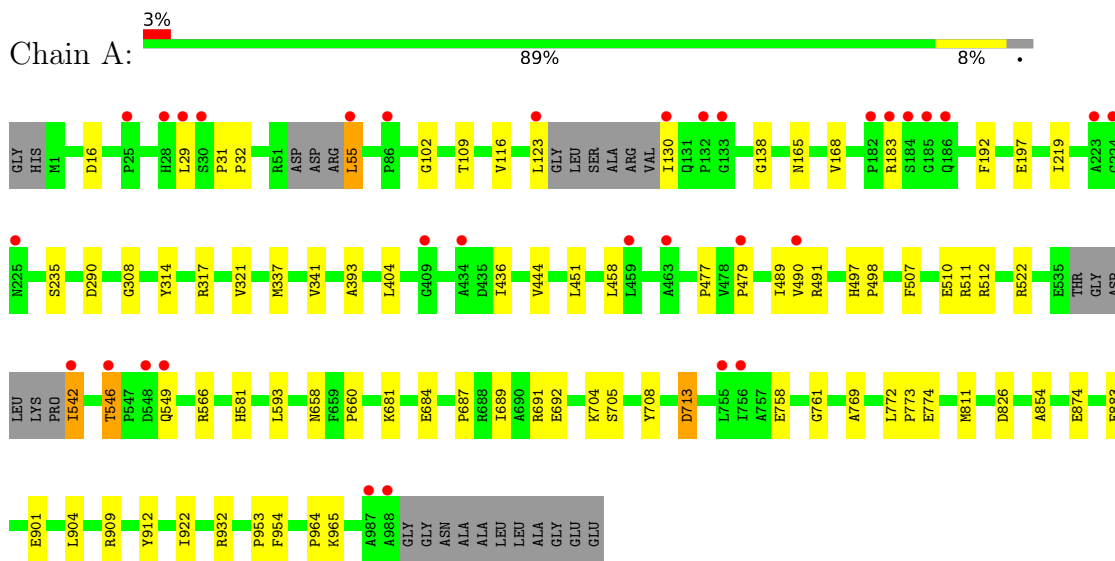 3%
Chain A:
89% 8% •
GLY HIS M1 D16 P25 H28 L29 S30 P31 P32 R51 ASP ASP ARG L55 P86 G102 T109 V116 L123 GLY LEU SER ALA ARG VAL I130 Q131 P132 G133 G138 N165 V168 P182 R183 S184 G185 Q186 F192 E197 I219 A223 G224
N225 S235 D290 G308 Y314 R317 V321 M337 V341 A393 L404 G409 A434 D435 I436 V444 L451 L458 L459 A463 P477 V478 P479 I489 V490 R491 H497 P498 F507 E510 R511 R512 R522 E535 THR GLY ASP
LEU LYS PRO I542 T546 P547 D548 Q549 R566 H581 L593 N658 F659 P660 K681 E684 P687 R688 I689 A690 R691 E692 K704 S705 Y708 D713 L755 I756 A757 E758 G761 A769 L772 P773 E774 M811 D826 A854 E874
E901 L904 R909 Y912 I922 R932 P953 F954 P964 K965 A987 A988 GLY GLY ASN ALA ALA LEU LEU ALA GLY GLU GLU